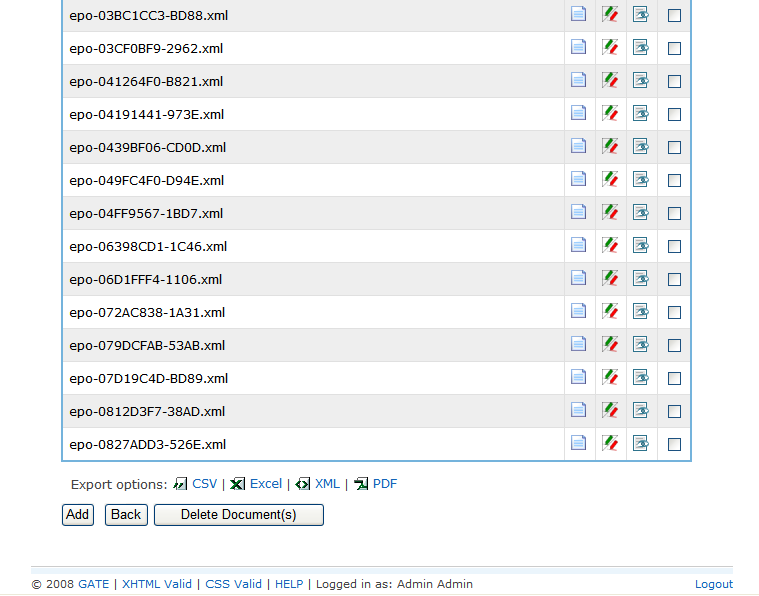 epo-03BC1CC3-BD88.xml
epo-03CF0BF9-2962.xml
epo-041264F0-B821.xml
epo-04191441-973E.xml
epo-0439BF06-CD0D.xml
epo-049FC4F0-D94E.xml
epo-04FF9567-1BD7.xml
epo-06398CD1-1C46.xml
epo-06D1FFF4-1106.xml
epo-072AC838-1A31.xml
epo-079DCFAB-53AB.xml
epo-07D19C4D-BD89.xml
epo-0812D3F7-38AD.xml
epo-0827ADD3-526E.xml
Export options: CSV | Excel | XML | PDF
Add Back Delete Document(s)
© 2008 GATE | XHTML Valid | CSS Valid | HELP | Logged in as: Admin Admin Logout